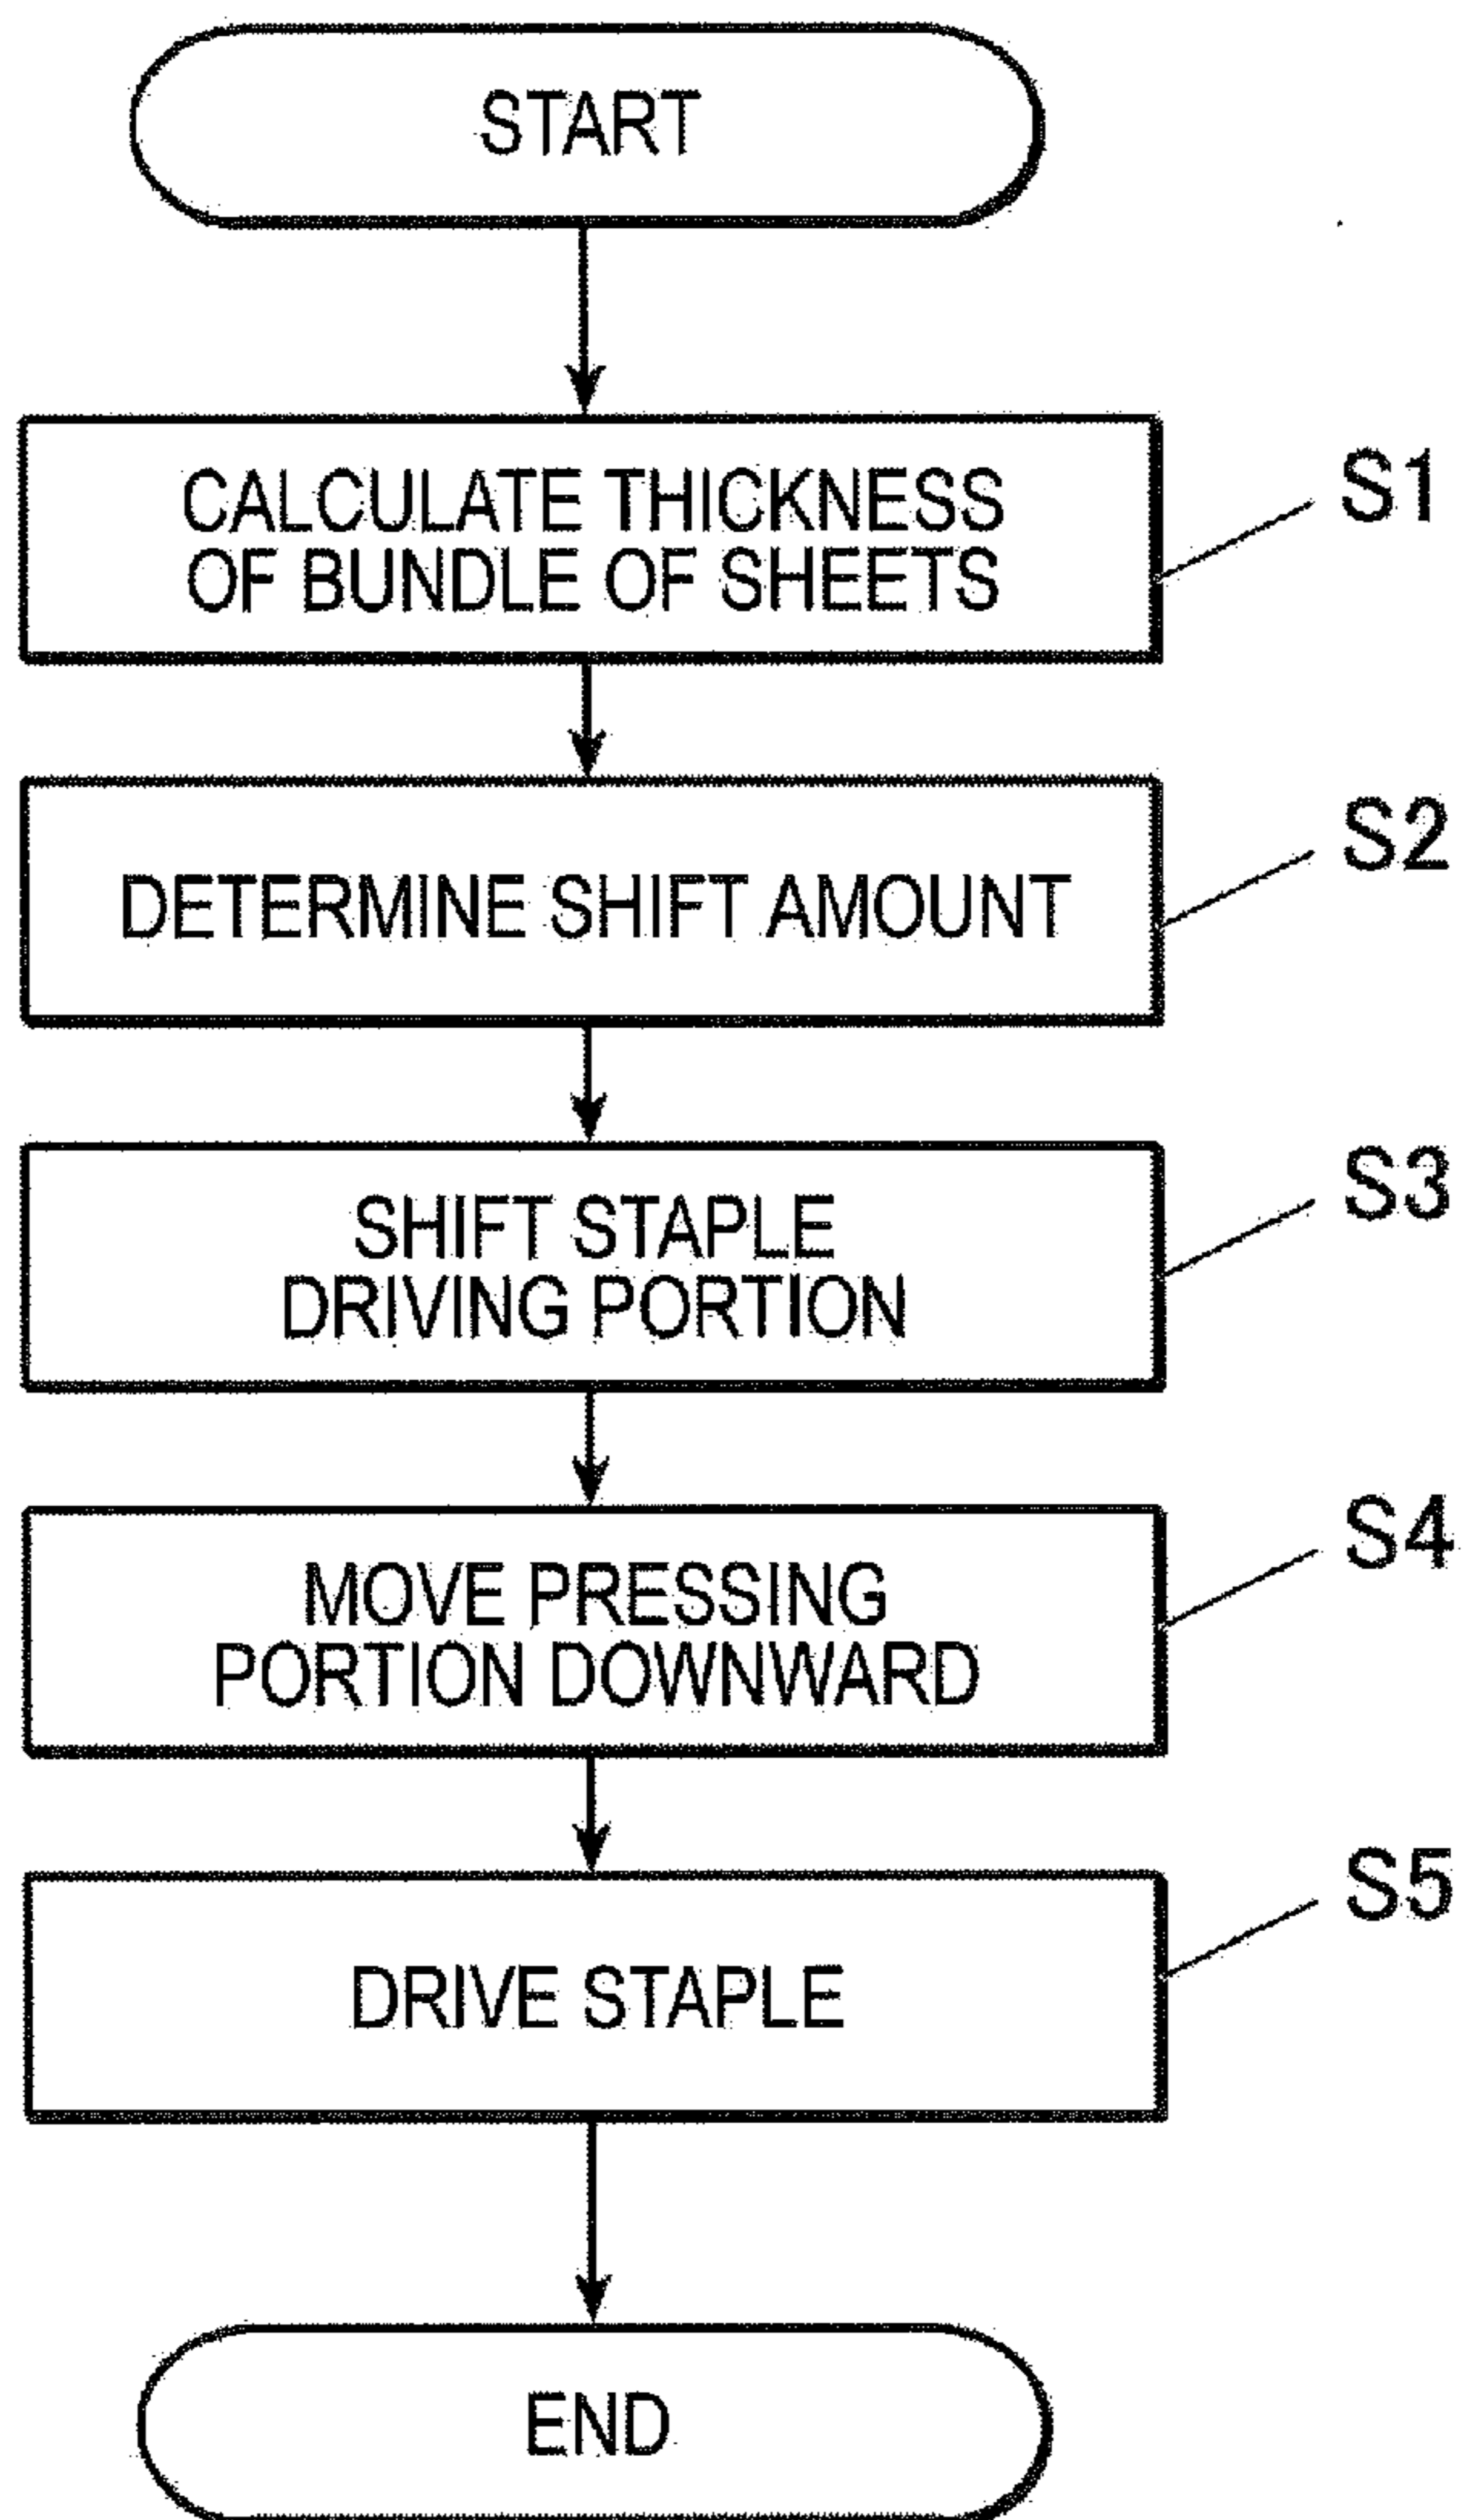 START
CALCULATE THICKNESS
OF BUNDLE OF SHEETS
S1
DETERMINE SHIFT AMOUNT
S2
SHIFT STAPLE
DRIVING PORTION
S3
MOVE PRESSING
PORTION DOWNWARD
S4
DRIVE STAPLE
S5
END